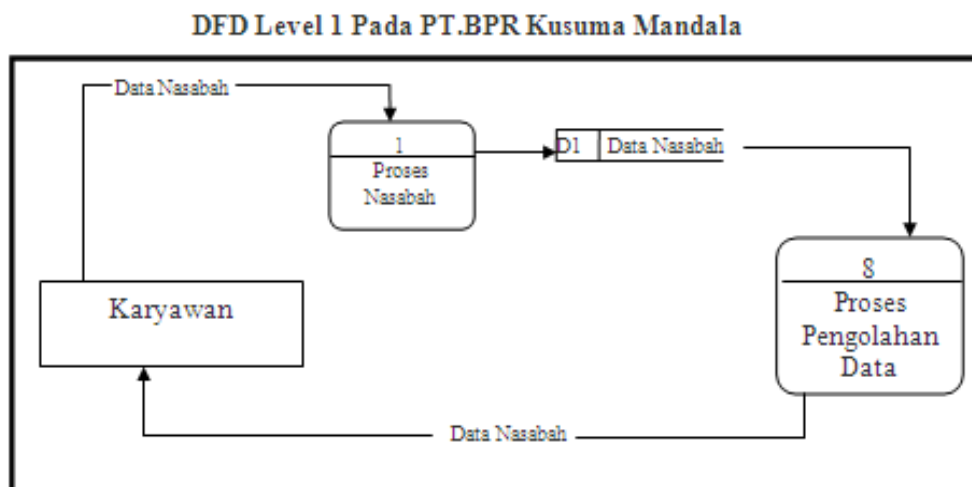 DFD Level 1 Pada PT.BPR Kusuma Mandala
Data Nasabah
1
Proses
Nasabah
D1 Data Nasabah
8
Proses
Pengolahan
Data
Karyawan
Data Nasabah